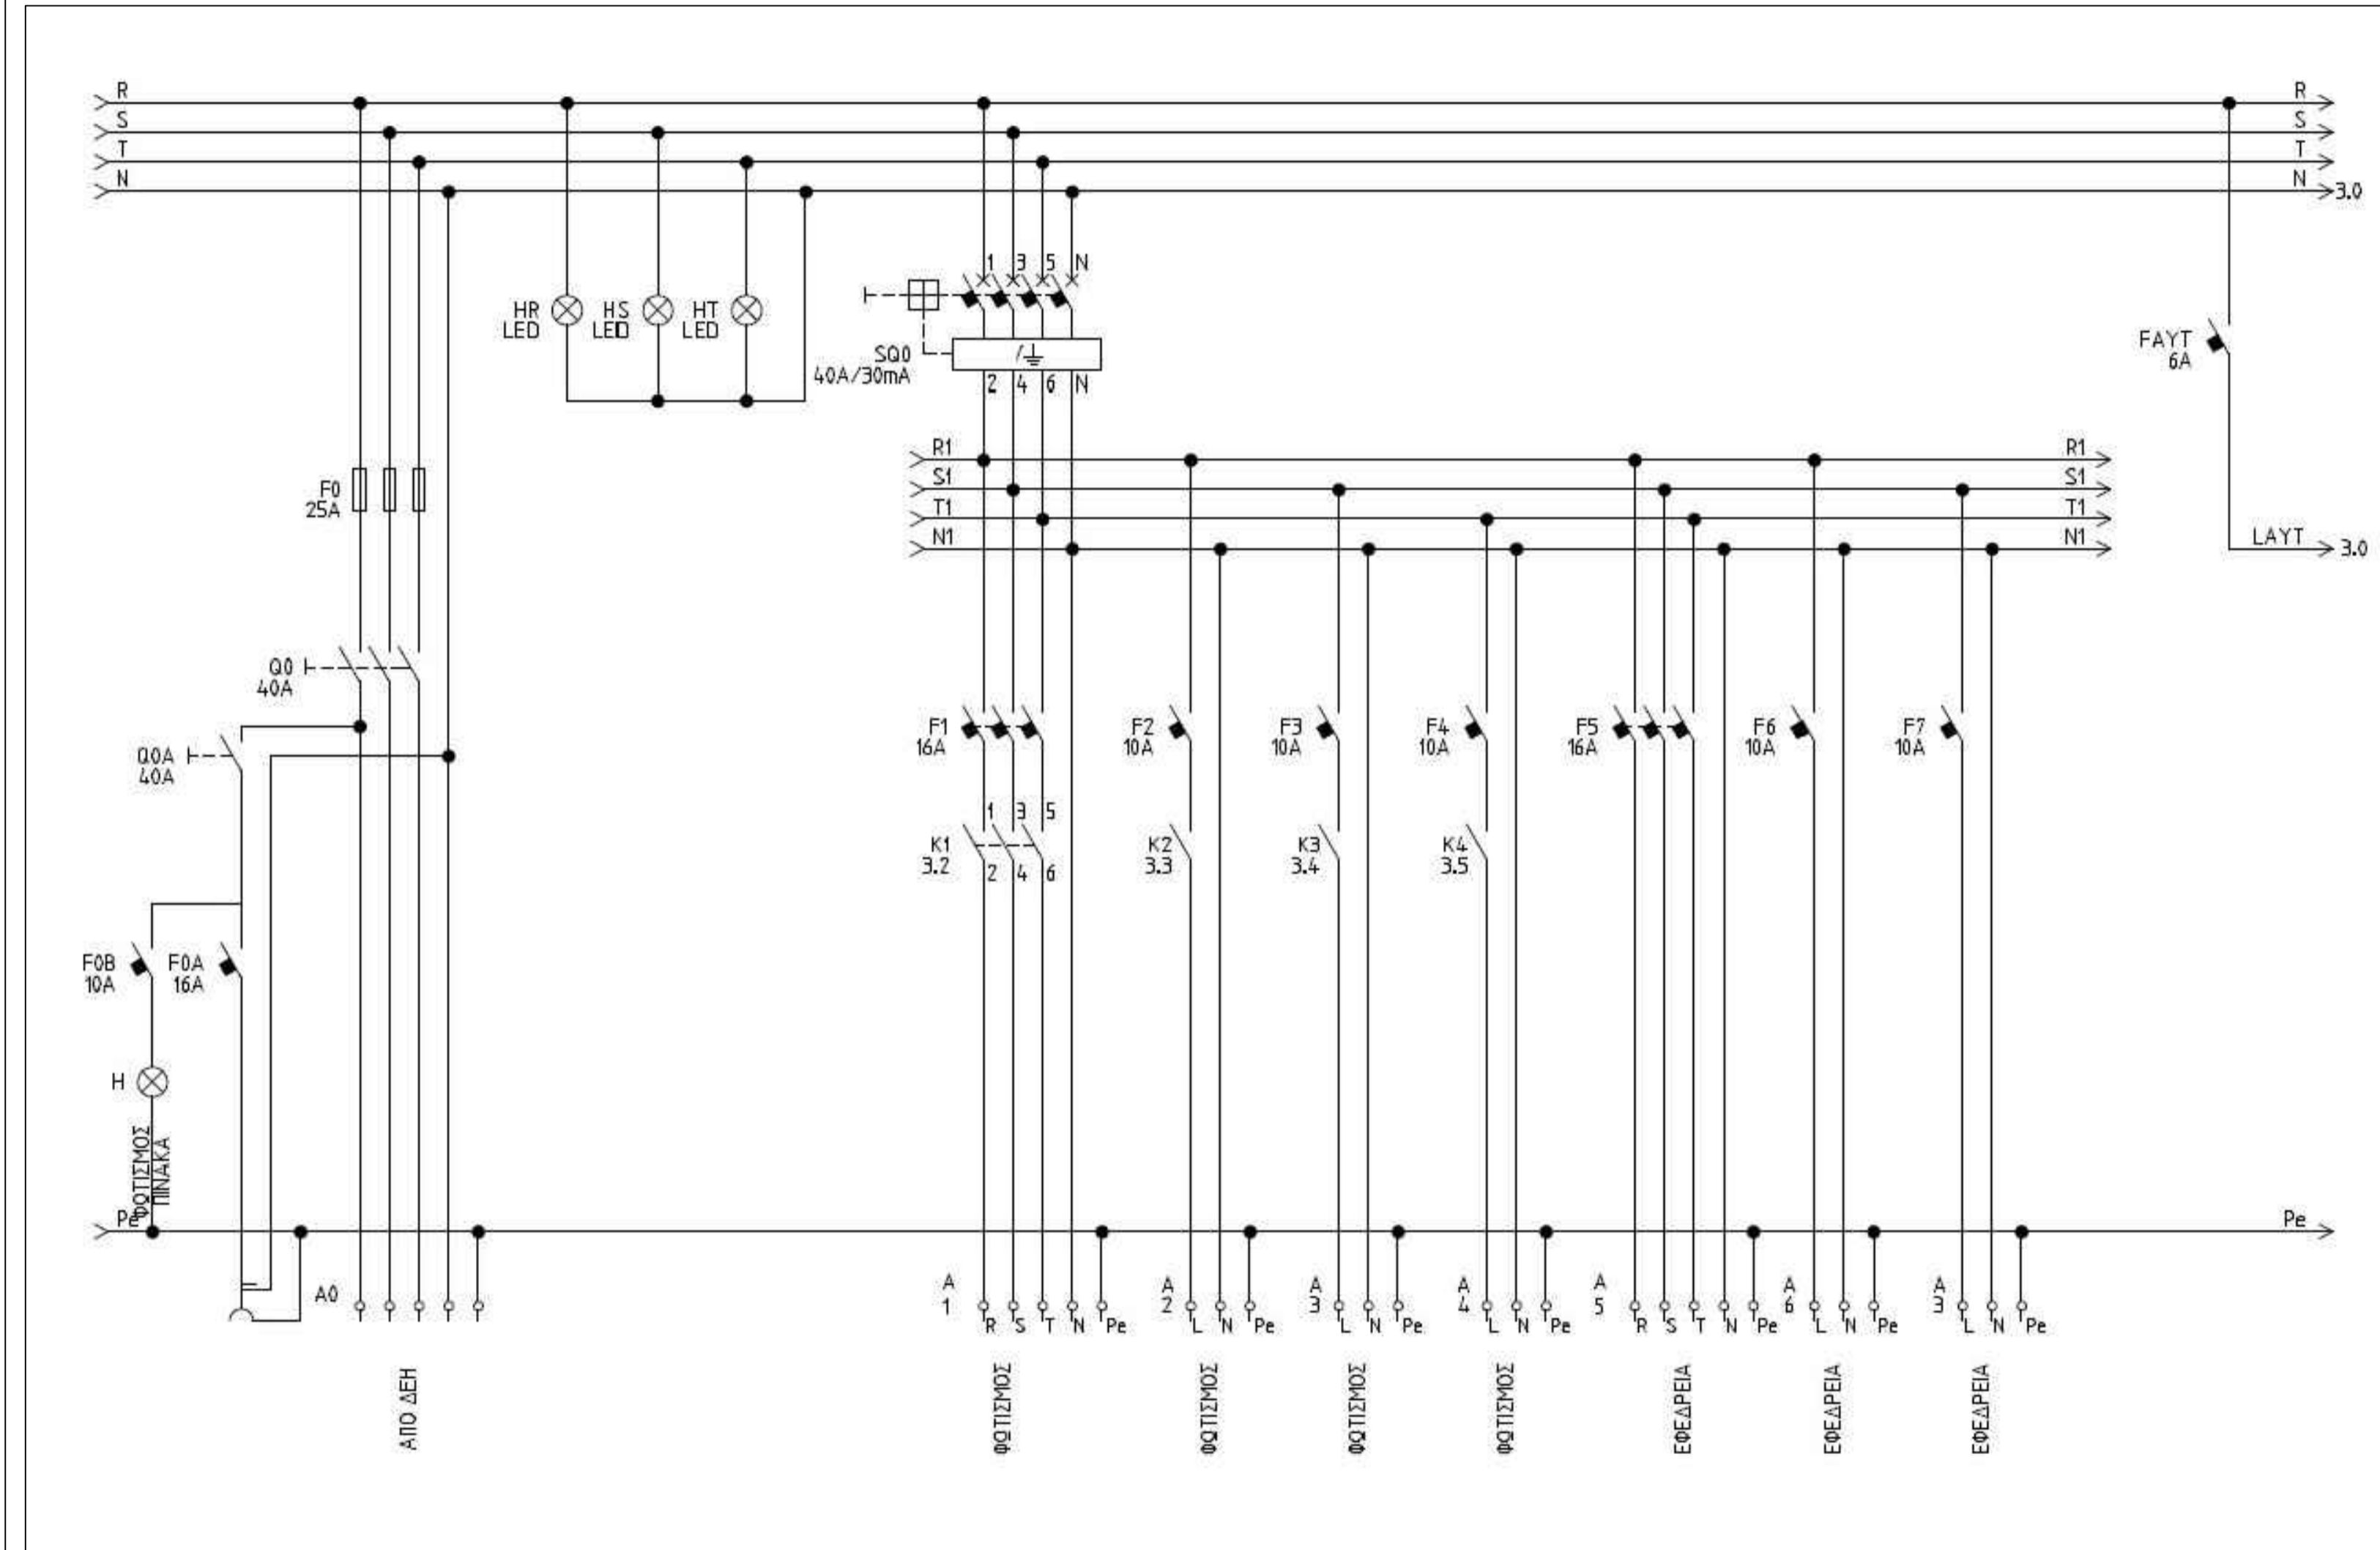 R
S
T
N
R
S
T
N
3.0
HR
LED
HS
LED
HT
LED
1 3 5 N
SQ0
40A/30mA
2 4 6 N
FAYT
6A
R1
S1
T1
N1
R1
S1
T1
N1
LAYT
3.0
F0
25A
Q0
40A
Q0A
40A
F1
16A
F2
10A
F3
10A
F4
10A
F5
16A
F6
10A
F7
10A
1 3 5
K1
3.2
2 4 6
K2
3.3
K3
3.4
K4
3.5
F0B
10A
F0A
16A
H
ΦΩΤΙΣΜΟΣ
ΠΙΝΑΚΑ
Pe
Pe
A0
A
1
A
2
A
3
A
4
A
5
A
6
A
3
R S T N Pe
L N Pe
L N Pe
L N Pe
R S T N Pe
L N Pe
L N Pe
ΑΠΟ ΔΕΗ
ΦΩΤΙΣΜΟΣ
ΦΩΤΙΣΜΟΣ
ΦΩΤΙΣΜΟΣ
ΦΩΤΙΣΜΟΣ
ΕΦΕΔΡΕΙΑ
ΕΦΕΔΡΕΙΑ
ΕΦΕΔΡΕΙΑ